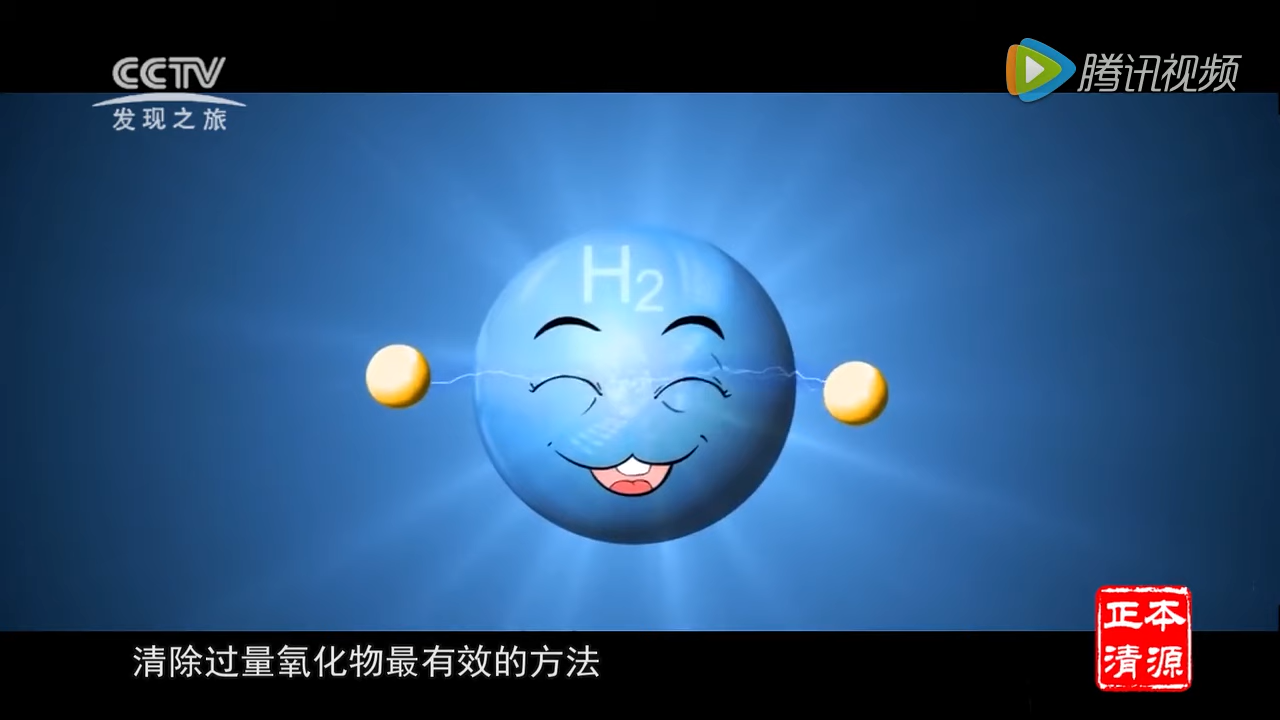 CCTV
发现之旅
腾讯视频
H2
正本
清源
清除过量氧化物最有效的方法